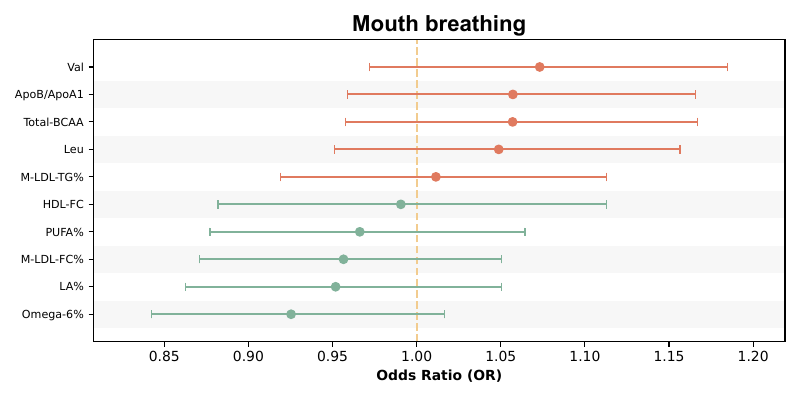 Mouth breathing
Val
ApoB/ApoA1
Total-BCAA
Leu
M-LDL-TG%
HDL-FC
PUFA%
M-LDL-FC%
LA%
Omega-6%
0.85 0.90 0.95 1.00 1.05 1.10 1.15 1.20
Odds Ratio (OR)